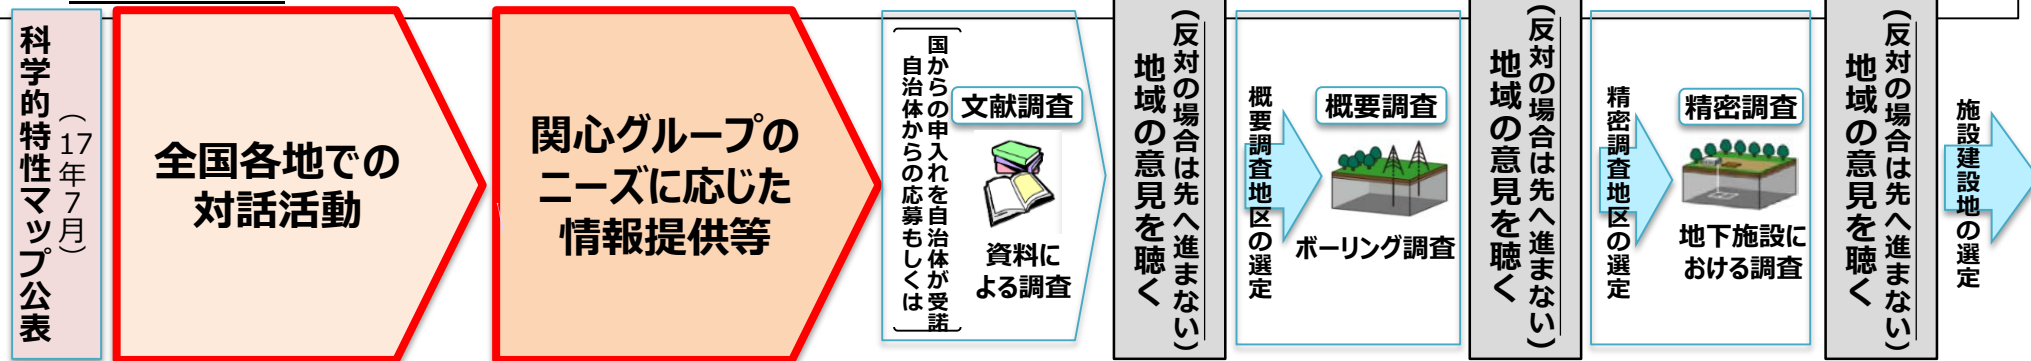 科学的特性マップ公表
（17年7月）
全国各地での
対話活動
関心グループの
ニーズに応じた
情報提供等
国からの申入れを自治体が受諾
自治体からの応募もしくは
文献調査
資料に
よる調査
（反対の場合は先へ進まない）
地域の意見を聴く
概要調査地区の選定
概要調査
ボーリング調査
（反対の場合は先へ進まない）
地域の意見を聴く
精密調査地区の選定
精密調査
地下施設に
おける調査
（反対の場合は先へ進まない）
地域の意見を聴く
施設建設地の選定